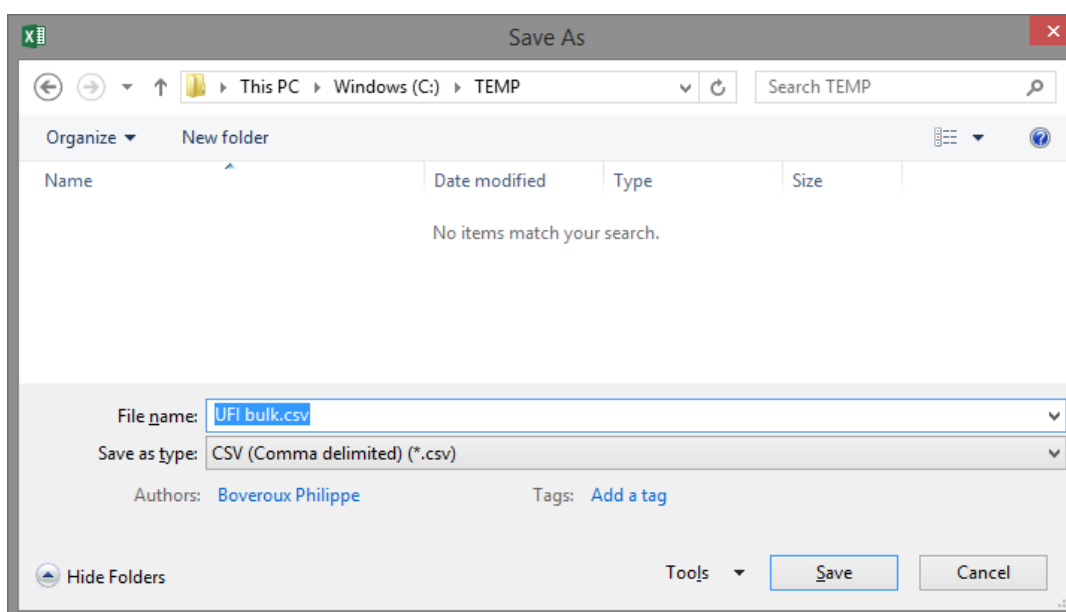 Save As
This PC Windows (C:) TEMP Search TEMP
Organize New folder
Name Date modified Type Size
No items match your search.
File name: UFI bulk.csv
Save as type: CSV (Comma delimited) (*.csv)
Authors: Boveroux Philippe Tags: Add a tag
Hide Folders Tools Save Cancel